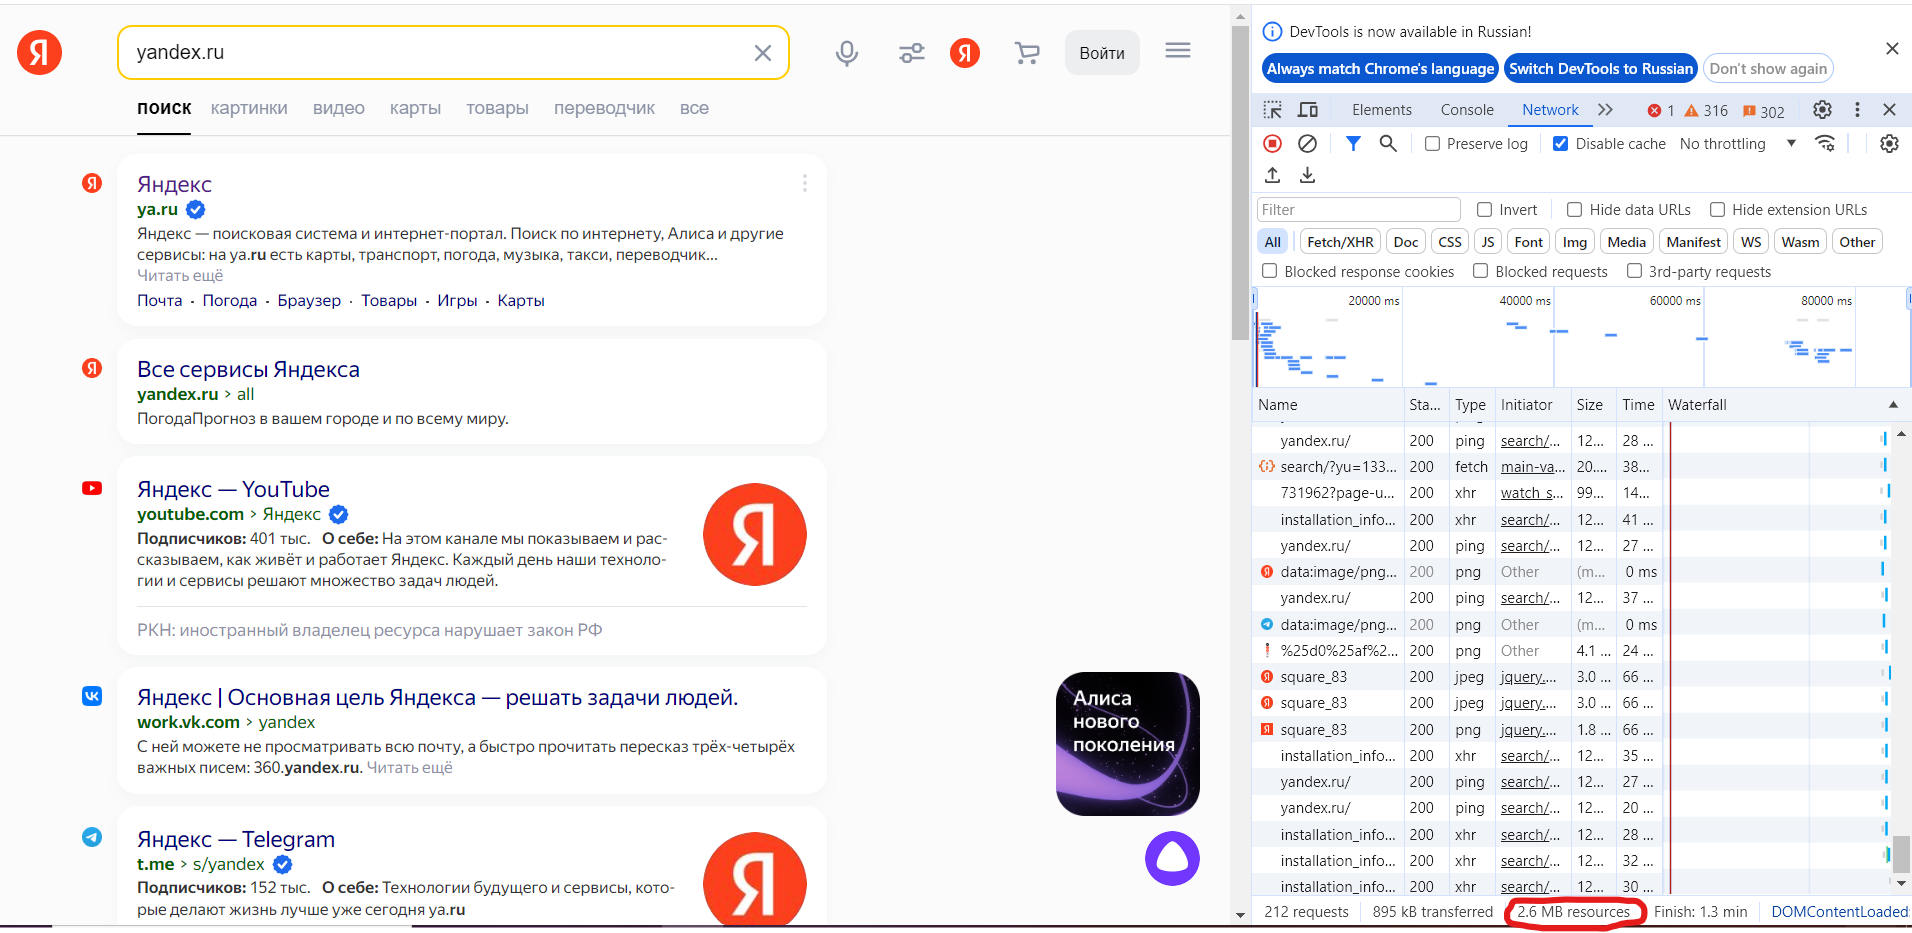 Я
yandex.ru
Я
Войти
поиск картинки видео карты товары переводчик все
Я
Яндекс
ya.ru
Яндекс — поисковая система и интернет-портал. Поиск по интернету, Алиса и другие
сервисы: на ya.ru есть карты, транспорт, погода, музыка, такси, переводчик...
Читать ещё
Почта · Погода · Браузер · Товары · Игры · Карты
Я
Все сервисы Яндекса
yandex.ru › all
ПогодаПрогноз в вашем городе и по всему миру.
Яндекс — YouTube
youtube.com › Яндекс
Подписчиков: 401 тыс. О себе: На этом канале мы показываем и рас-
сказываем, как живёт и работает Яндекс. Каждый день наши техноло-
гии и сервисы решают множество задач людей.
Я
РКН: иностранный владелец ресурса нарушает закон РФ
Яндекс | Основная цель Яндекса — решать задачи людей.
work.vk.com › yandex
С ней можете не просматривать всю почту, а быстро прочитать пересказ трёх-четырёх
важных писем: 360.yandex.ru. Читать ещё
Яндекс — Telegram
t.me › s/yandex
Подписчиков: 152 тыс. О себе: Технологии будущего и сервисы, кото-
рые делают жизнь лучше уже сегодня ya.ru
Я
Алиса
нового
поколения
DevTools is now available in Russian!
Always match Chrome's language Switch DevTools to Russian Don't show again
Elements Console Network 1 316 302
Preserve log Disable cache No throttling
Filter Invert Hide data URLs Hide extension URLs
All Fetch/XHR Doc CSS JS Font Img Media Manifest WS Wasm Other
Blocked response cookies Blocked requests 3rd-party requests
20000 ms 40000 ms 60000 ms 80000 ms
Name Sta... Type Initiator Size Time Waterfall
yandex.ru/ 200 ping search/... 12... 28 ...
search/?yu=133... 200 fetch main-va... 20.... 38...
731962?page-u... 200 xhr watch_s... 99... 14...
installation_info... 200 xhr search/... 12... 41 ...
yandex.ru/ 200 ping search/... 12... 27 ...
data:image/png... 200 png Other (m... 0 ms
yandex.ru/ 200 ping search/... 12... 37 ...
data:image/png... 200 png Other (m... 0 ms
%25d0%25af%2... 200 png Other 4.1 ... 24 ...
square_83 200 jpeg jquery.... 3.0 ... 66 ...
square_83 200 jpeg jquery.... 3.0 ... 66 ...
square_83 200 png jquery.... 1.8 ... 66 ...
installation_info... 200 xhr search/... 12... 35 ...
yandex.ru/ 200 ping search/... 12... 27 ...
yandex.ru/ 200 ping search/... 12... 20 ...
installation_info... 200 xhr search/... 12... 28 ...
installation_info... 200 xhr search/... 12... 32 ...
installation_info... 200 xhr search/... 12... 30 ...
212 requests 895 kB transferred 2.6 MB resources Finish: 1.3 min DOMContentLoaded: